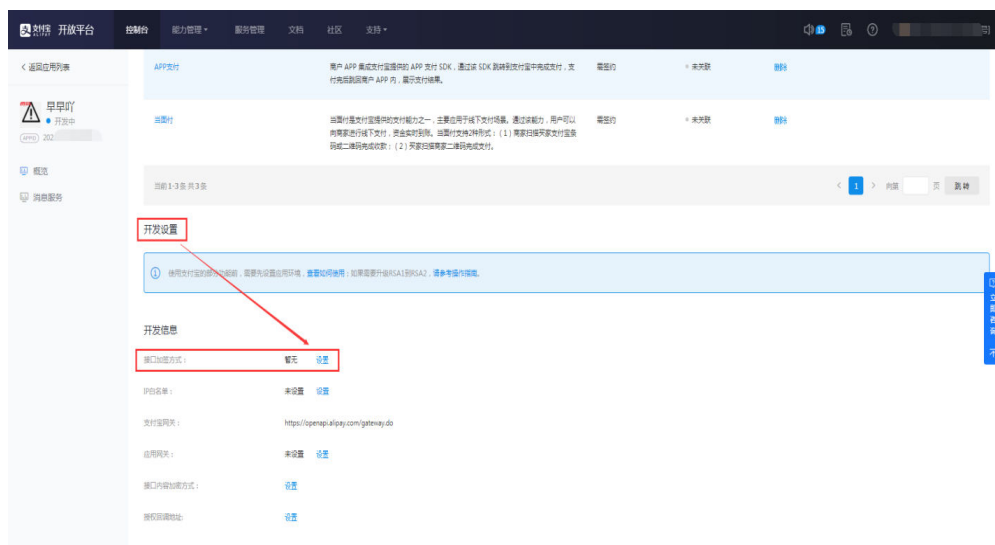 支付宝 开放平台 控制台 能力管理 服务管理 文档 社区 支持 15
ALIPAY
< 返回应用列表
APP支付 商户 APP 集成支付宝提供的 APP 支付 SDK，通过该 SDK 跳转到支付宝中完成支付，支 需签约 未关联 删除
付完后跳回商户 APP 内，展示支付结果。
早早吖
开发中
APPID 202
当面付 当面付是支付宝提供的支付能力之一，主要应用于线下支付场景。通过该能力，用户可以 需签约 未关联 删除
向商家进行线下支付，资金实时到账。当面付支持2种形式：（1）商家扫描买家支付宝条
码或二维码完成收款；（2）买家扫描商家二维码完成支付。
概览
消息服务
当前 1-3 条 共 3 条 < 1 > 向第 页 跳转
开发设置
使用支付宝的部分功能前，需要先设置应用环境，查看如何使用；如果需要升级RSA1到RSA2，请参考操作指南。
开发信息
接口加签方式： 暂无 设置
IP白名单： 未设置 设置
支付宝网关： https://openapi.alipay.com/gateway.do
应用网关： 未设置 设置
接口内容加密方式： 设置
授权回调地址: 设置